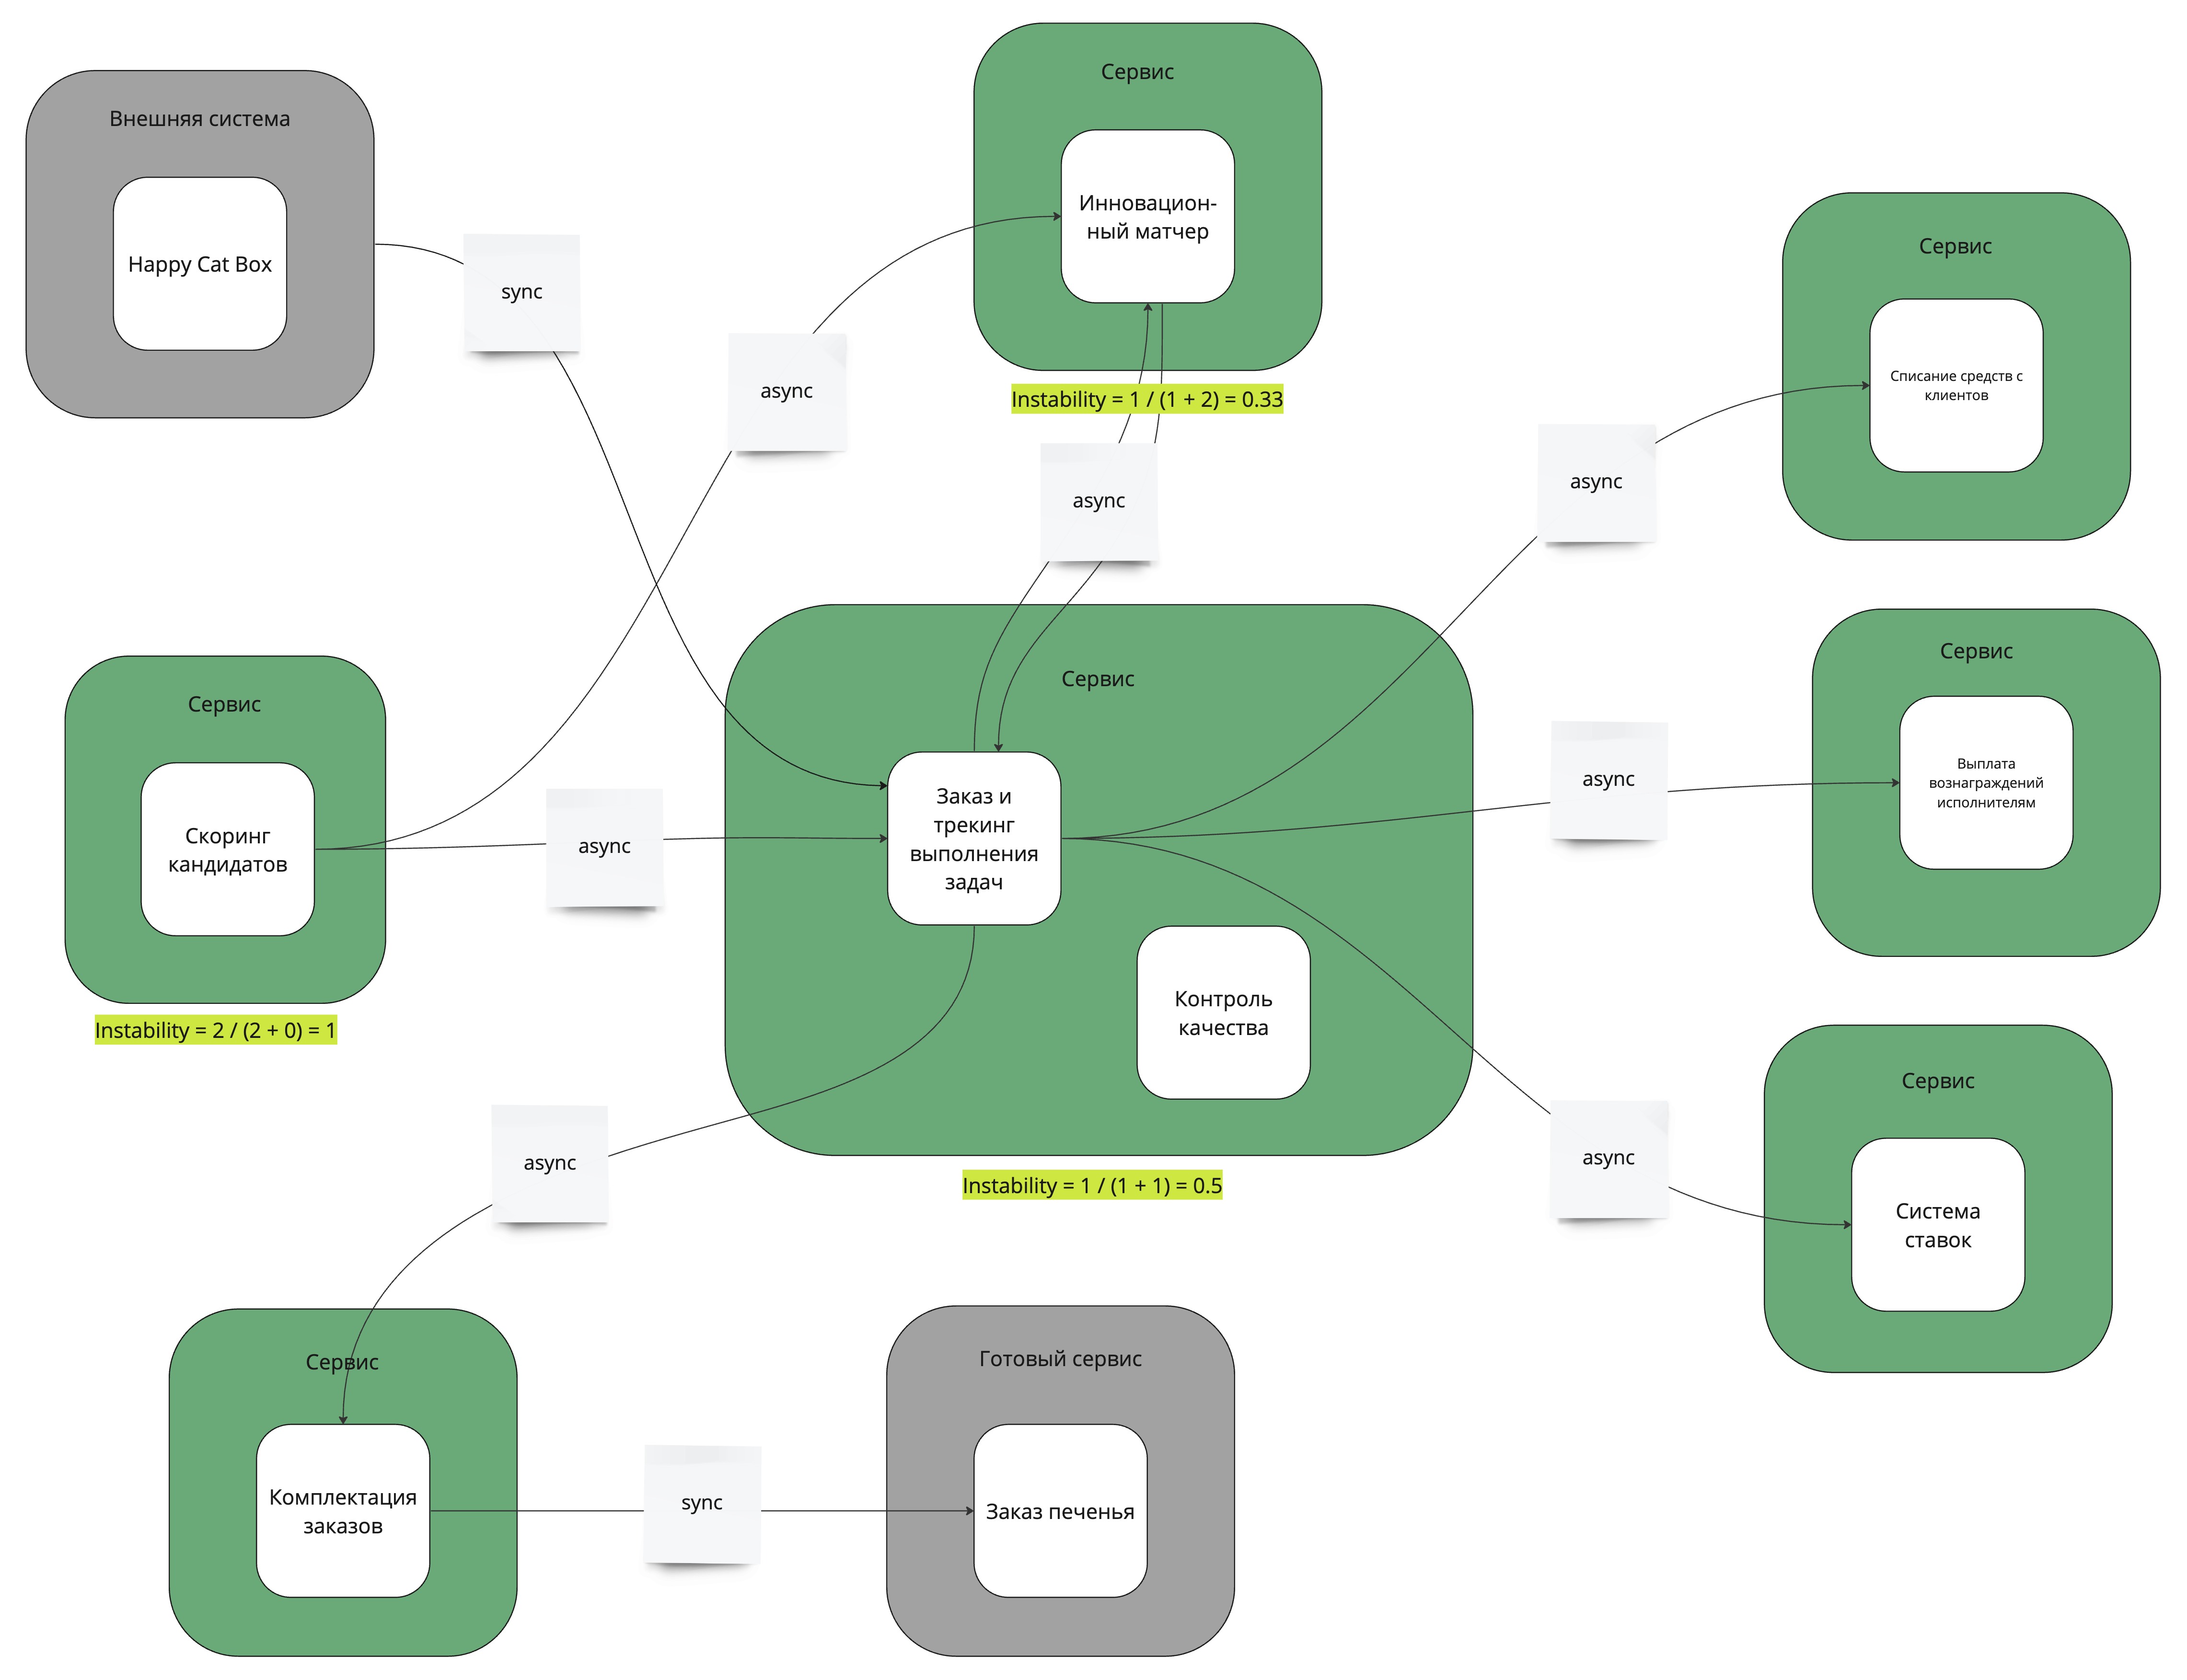 Сервис
Инновацион-
ный матчер
Instability = 1 / (1 + 2) = 0.33
Внешняя система
Happy Cat Box
sync
async
async
Сервис
Списание средств с
клиентов
async
Сервис
Скоринг
кандидатов
Instability = 2 / (2 + 0) = 1
async
Сервис
Заказ и
трекинг
выполнения
задач
Контроль
качества
Instability = 1 / (1 + 1) = 0.5
async
Сервис
Выплата
вознаграждений
исполнителям
async
Сервис
Система
ставок
async
Сервис
Комплектация
заказов
sync
Готовый сервис
Заказ печенья